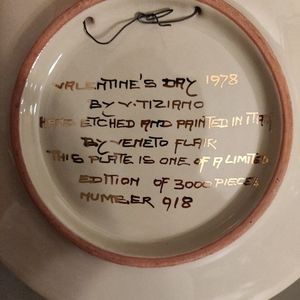 VALENTINE'S DAY 1978
BY V. TIZIANO
HAND ETCHED AND PAINTED IN ITALY
BY VENETO FLAIR
THIS PLATE IS ONE OF A LIMITED
EDITION OF 3000 PIECES
NUMBER 918